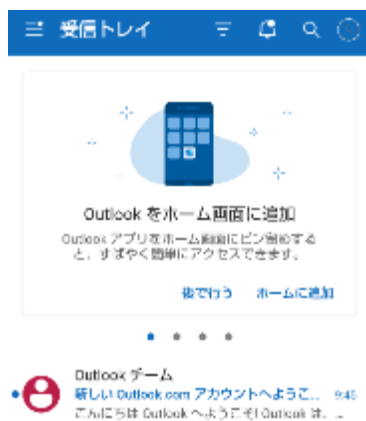 受信トレイ
Outlook をホーム画面に追加
Outlook アプリをホーム画面にピン留めする
と、すばやく簡単にアクセスできます。
後で行う ホームに追加
Outlook チーム
新しい Outlook.com アカウントへようこ... 9:45
こんにちは Outlook へようこそ! Outlook は、...